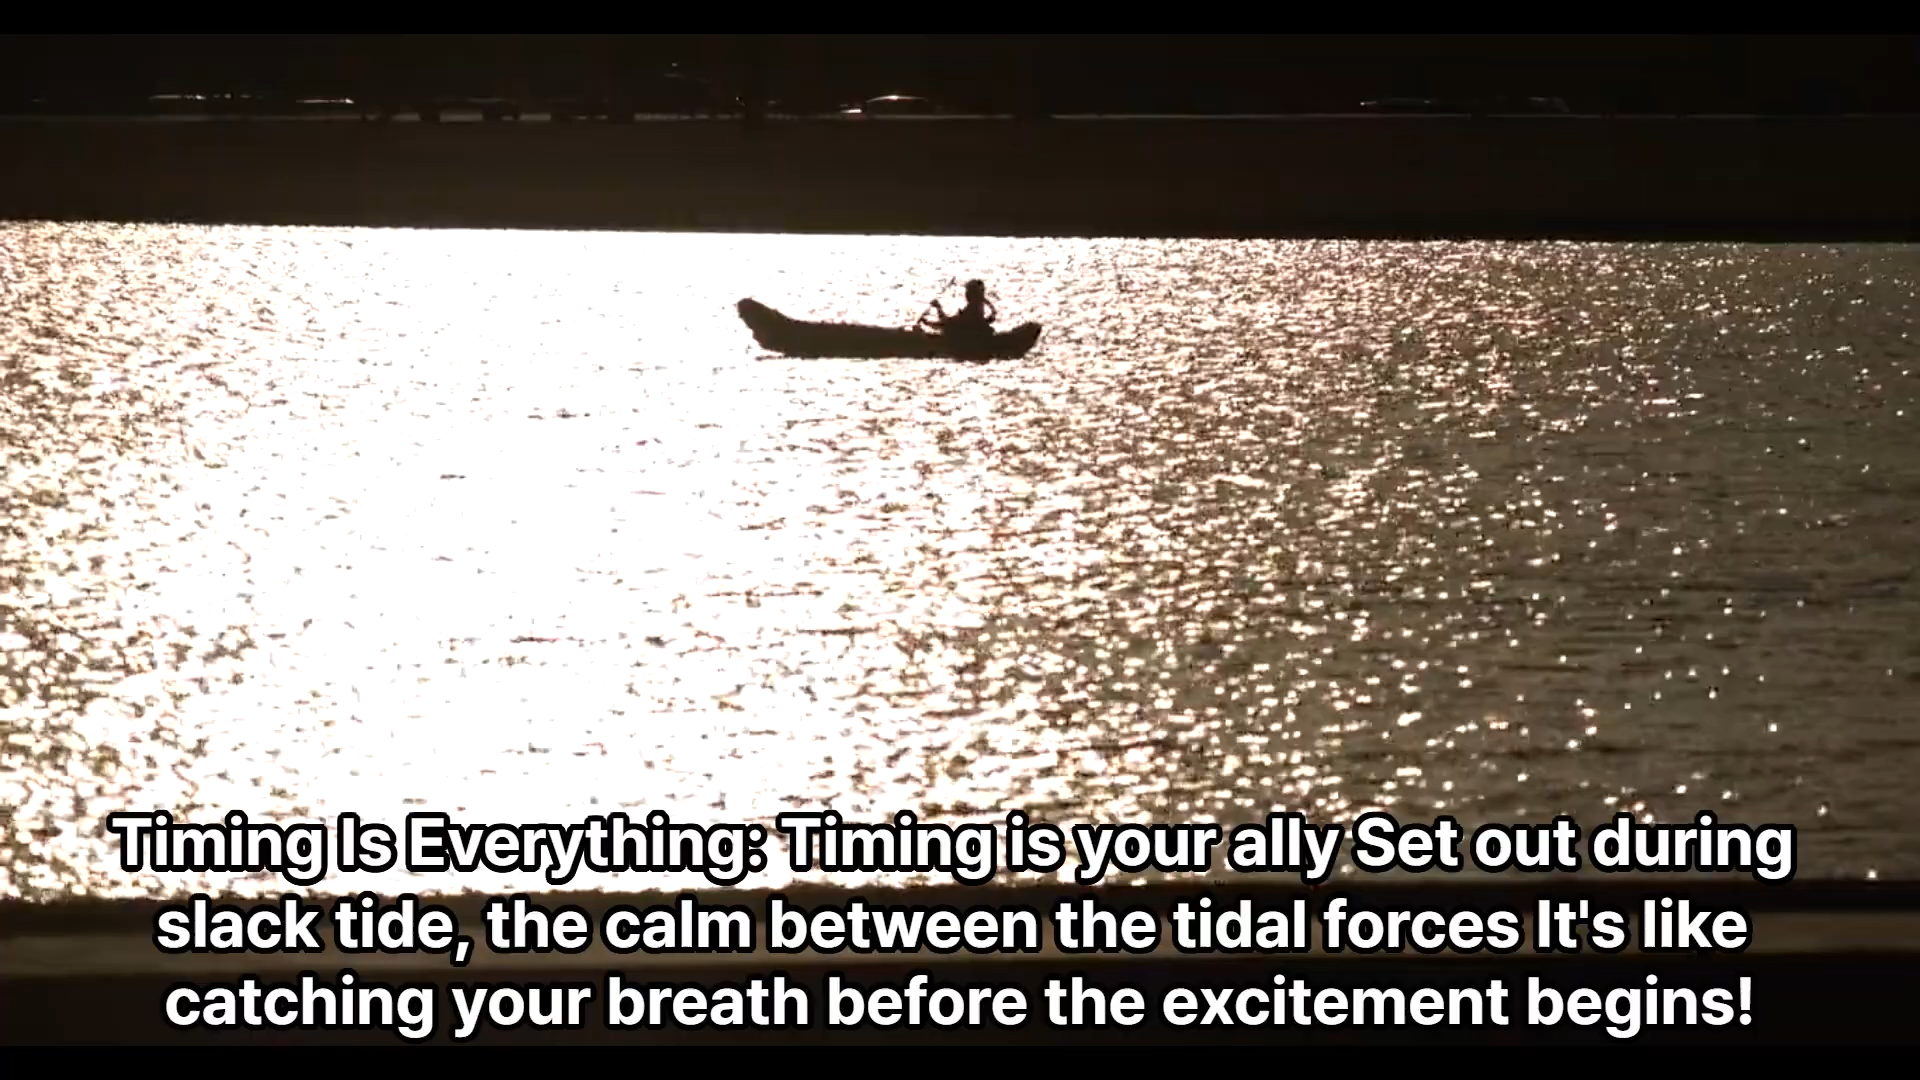 Timing Is Everything: Timing is your ally Set out during
slack tide, the calm between the tidal forces It's like
catching your breath before the excitement begins!